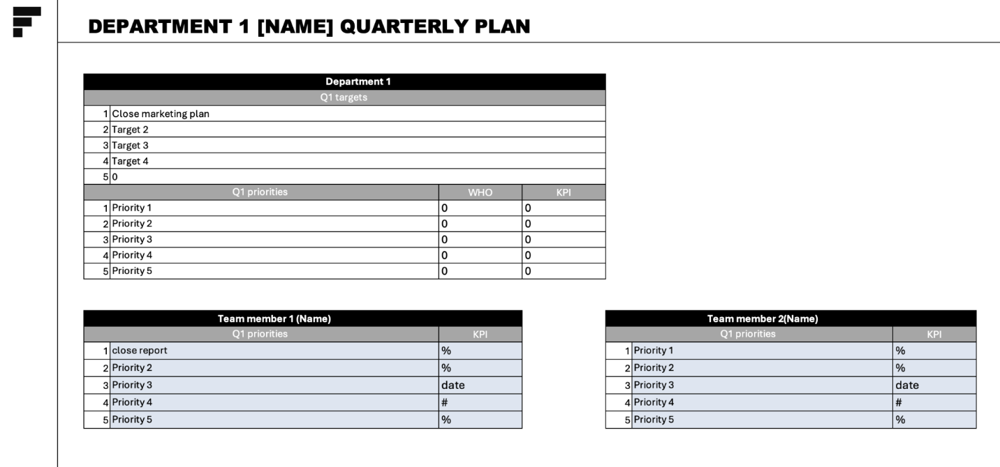 DEPARTMENT 1 [NAME] QUARTERLY PLAN
Department 1
Q1 targets
1 Close marketing plan
2 Target 2
3 Target 3
4 Target 4
5 0
Q1 priorities WHO KPI
1 Priority 1 0 0
2 Priority 2 0 0
3 Priority 3 0 0
4 Priority 4 0 0
5 Priority 5 0 0
Team member 1 (Name)
Q1 priorities KPI
1 close report %
2 Priority 2 %
3 Priority 3 date
4 Priority 4 #
5 Priority 5 %
Team member 2(Name)
Q1 priorities KPI
1 Priority 1 %
2 Priority 2 %
3 Priority 3 date
4 Priority 4 #
5 Priority 5 %